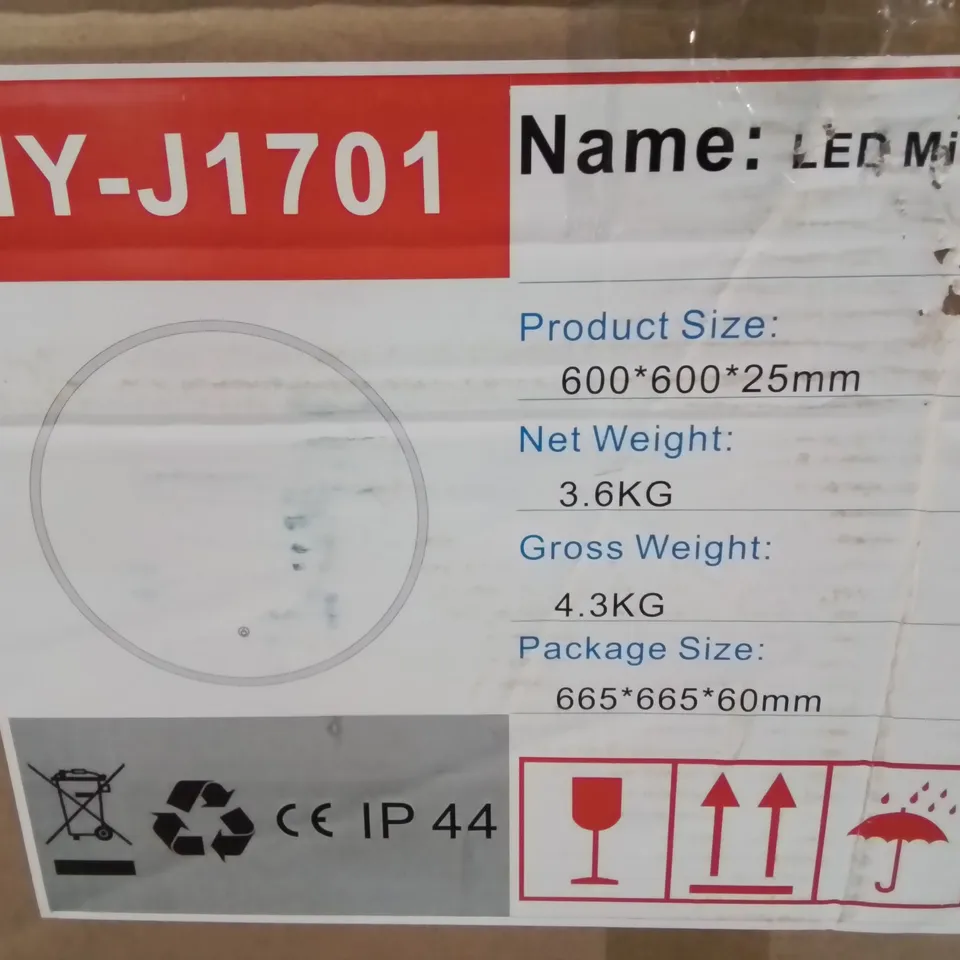 Y-J1701
Name: LED Mi
Product Size:
600*600*25mm
Net Weight:
3.6KG
Gross Weight:
4.3KG
Package Size:
665*665*60mm
CE IP 44